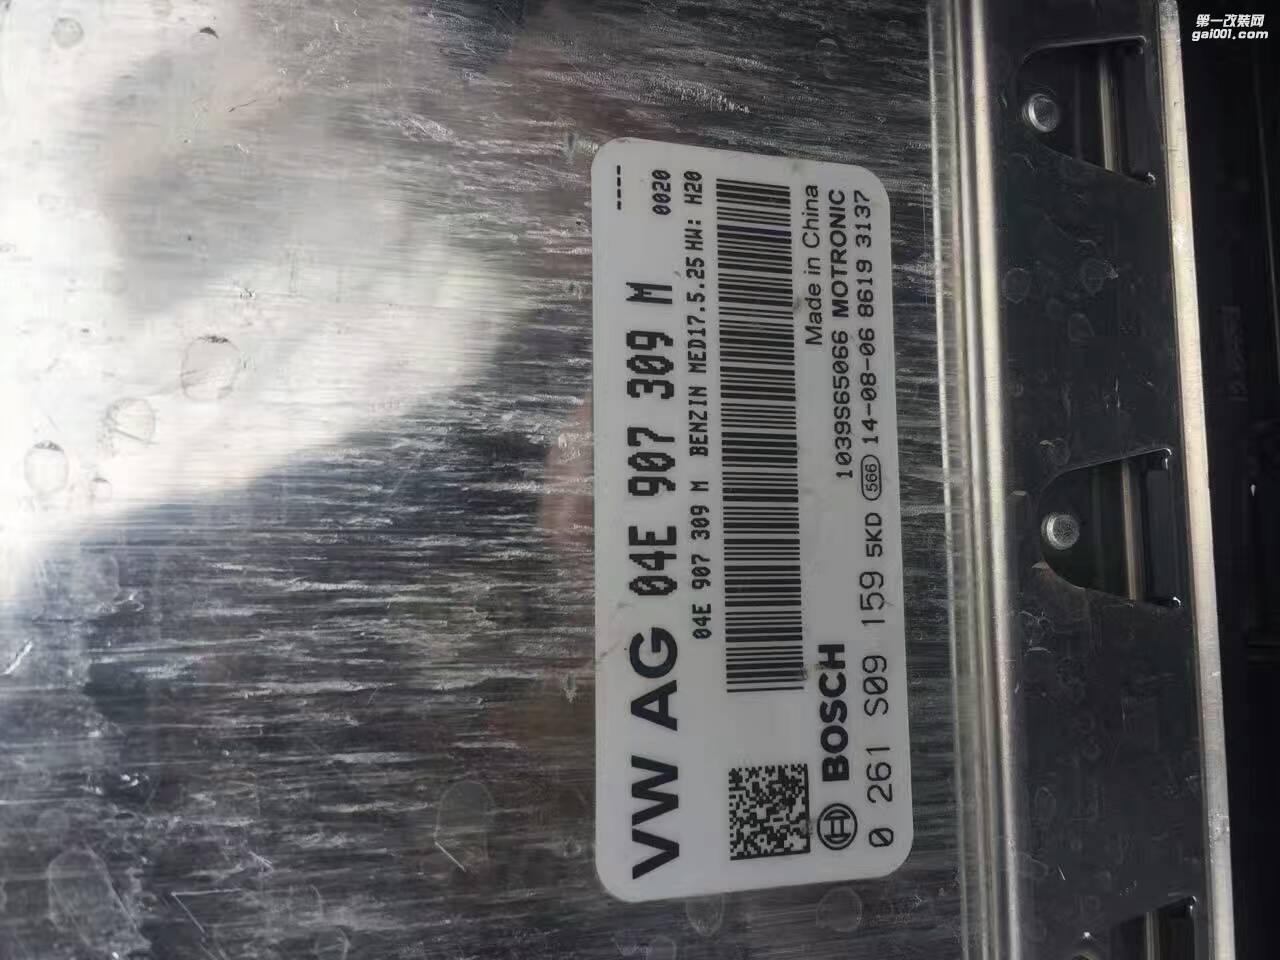 第一改装网
gai001.com
----
VW AG 04E 907 309 M 0020
04E 907 309 M BENZIN MED17.5.25 HW: H20
Made in China
BOSCH 1039S65066 MOTRONIC
0 261 S09 159 5KD 566 14-08-06 8619 3137